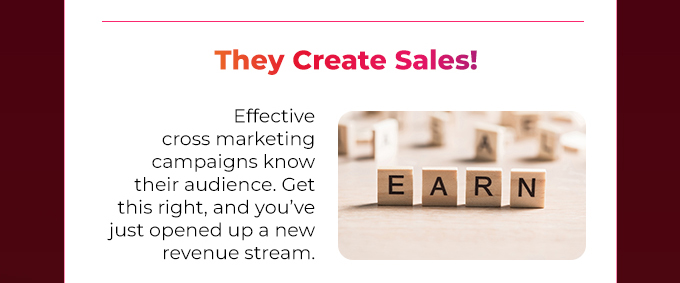 They Create Sales!
Effective
cross marketing
campaigns know
their audience. Get
this right, and you've
just opened up a new
revenue stream.
EARN